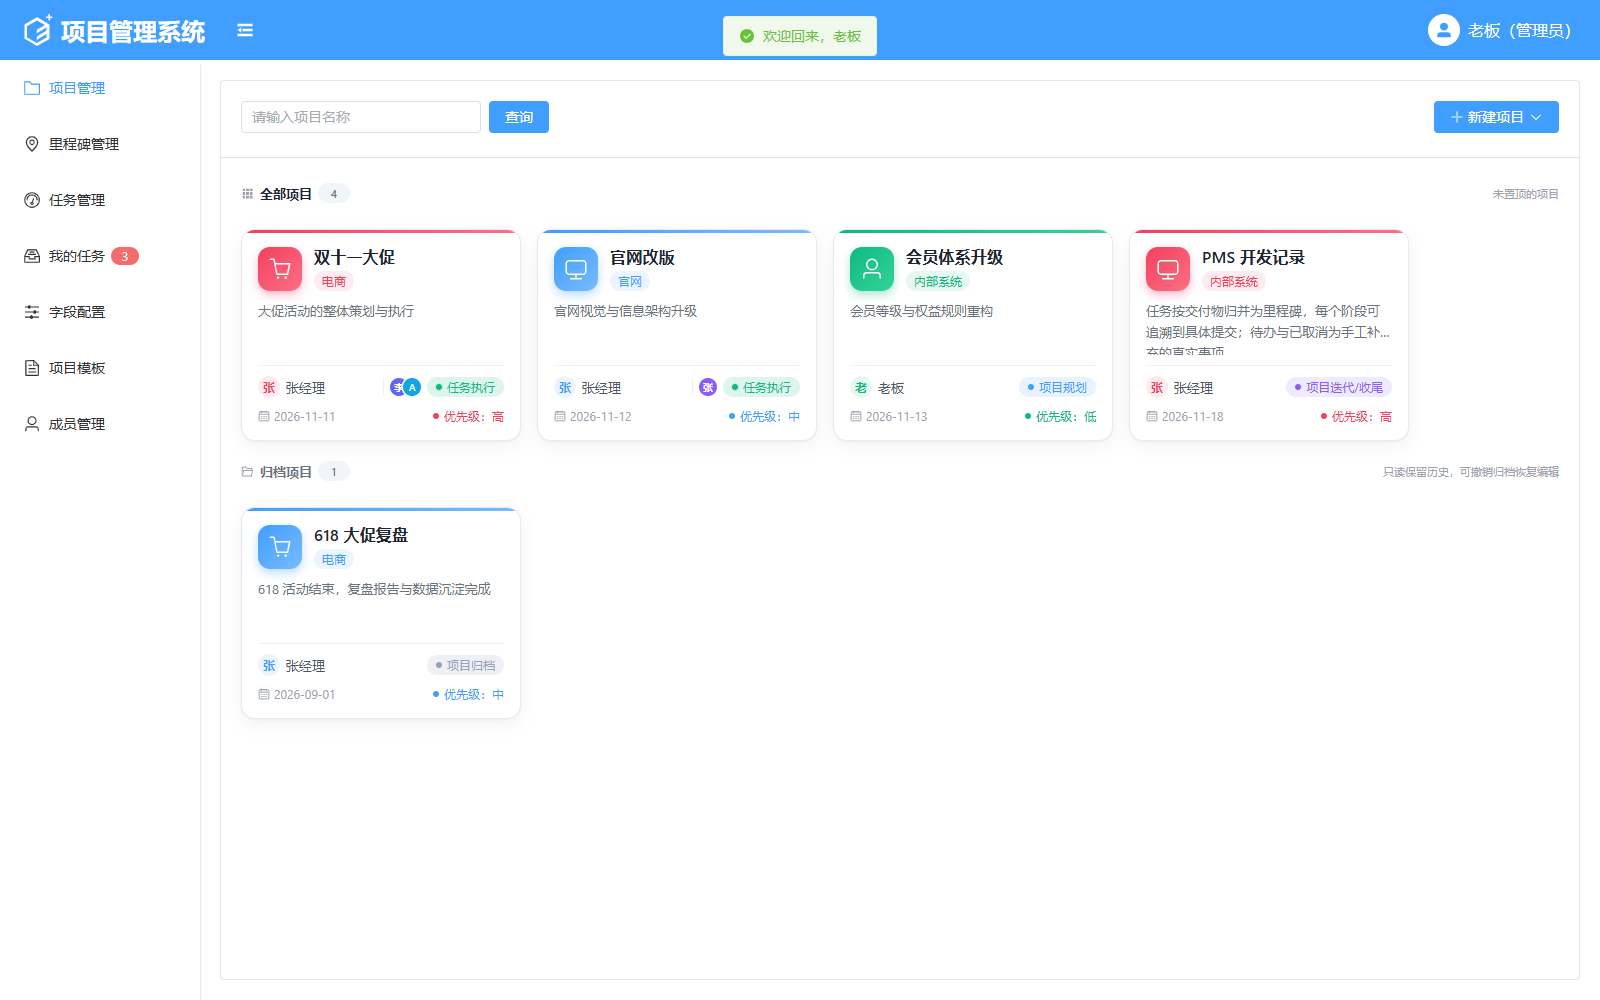 项目管理系统
欢迎回来，老板
老板（管理员）
项目管理
里程碑管理
任务管理
我的任务 3
字段配置
项目模板
成员管理
请输入项目名称
查询
新建项目
全部项目 4
未置顶的项目
双十一大促
电商
大促活动的整体策划与执行
张 张经理
李 A
任务执行
2026-11-11
优先级：高
官网改版
官网
官网视觉与信息架构升级
张 张经理
张
任务执行
2026-11-12
优先级：中
会员体系升级
内部系统
会员等级与权益规则重构
老 老板
项目规划
2026-11-13
优先级：低
PMS 开发记录
内部系统
任务按交付物归并为里程碑，每个阶段可
追溯到具体提交；待办与已取消为手工补...
充的真实事项
张 张经理
项目迭代/收尾
2026-11-18
优先级：高
归档项目 1
只读保留历史，可撤销归档恢复编辑
618 大促复盘
电商
618 活动结束，复盘报告与数据沉淀完成
张 张经理
项目归档
2026-09-01
优先级：中